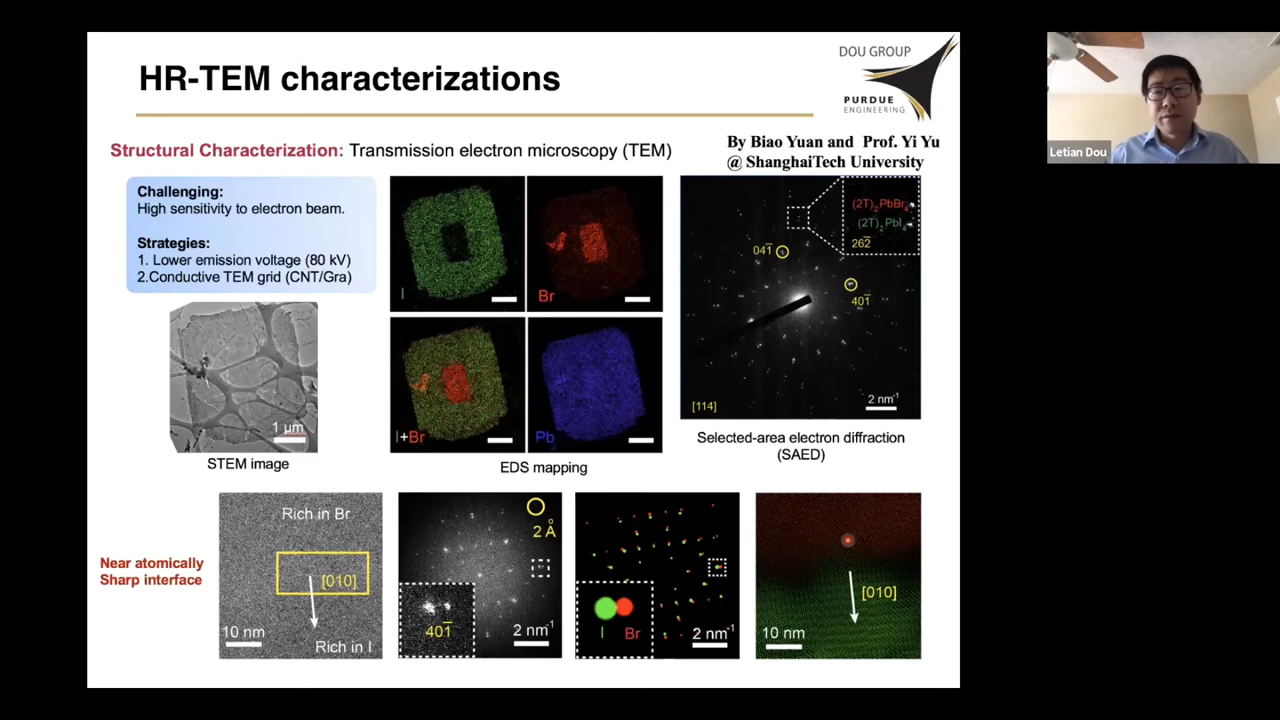 HR-TEM characterizations
DOU GROUP
PURDUE
ENGINEERING
Structural Characterization: Transmission electron microscopy (TEM)
By Biao Yuan and Prof. Yi Yu
@ ShanghaiTech University
Letian Dou
Challenging:
High sensitivity to electron beam.
Strategies:
1. Lower emission voltage (80 kV)
2.Conductive TEM grid (CNT/Gra)
1 μm
STEM image
I
Br
I+Br
Pb
EDS mapping
(2T)₂PbBr₄
(2T)₂PbI₄
262̅
041̅
401̅
[114]
2 nm⁻¹
Selected-area electron diffraction
(SAED)
Near atomically
Sharp interface
Rich in Br
[010]
10 nm
Rich in I
2 Å
401̅
2 nm⁻¹
I Br
2 nm⁻¹
[010]
10 nm